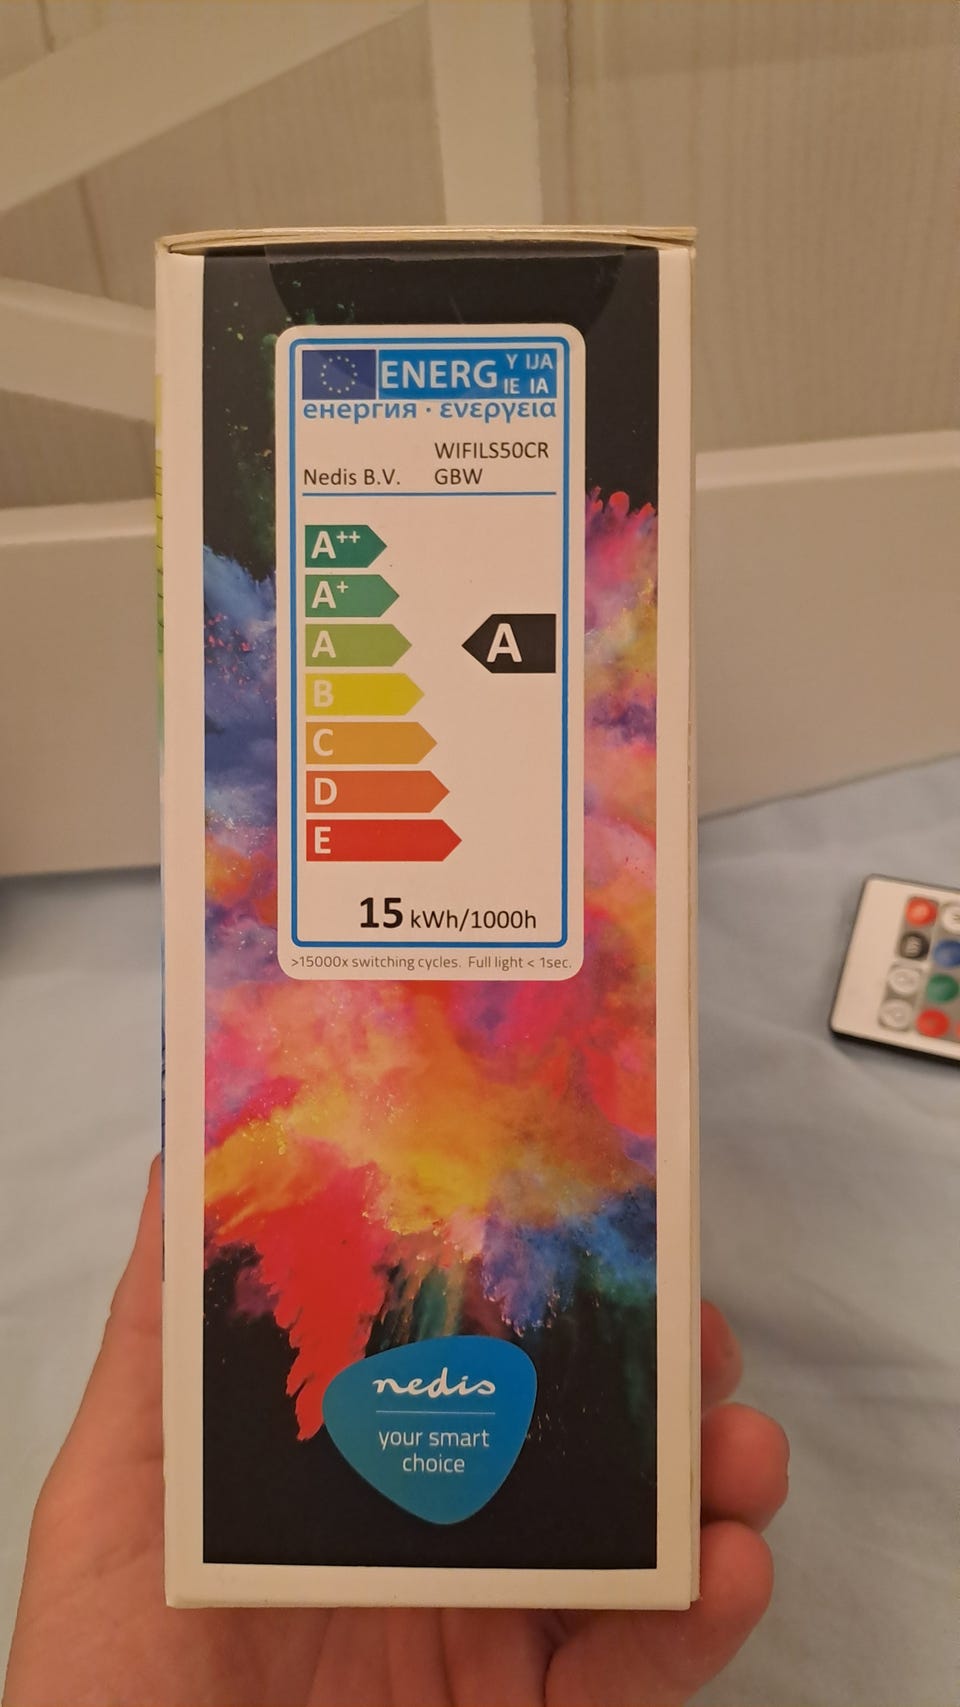 ENERG Y IJA
IE IA
енергия · ενεργεια
WIFILS50CR
Nedis B.V. GBW
A++
A+
A
A
B
C
D
E
15 kWh/1000h
>15000x switching cycles. Full light < 1sec.
nedis
your smart
choice